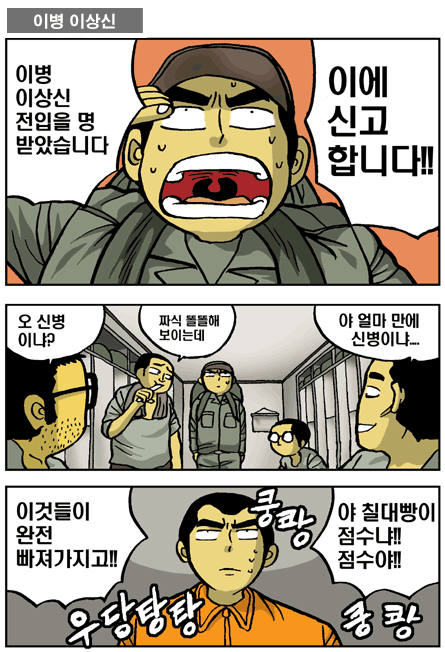 이병 이상신
이병
이상신
전입을 명
받았습니다
이에
신고
합니다!!
오 신병
이냐?
짜식 똘똘해
보이는데
야 얼마 만에
신병이냐...
이것들이
완전
빠져가지고!!
쿵쾅
야 칠대빵이
점수냐!!
점수야!!
우당탕탕
쿵쾅